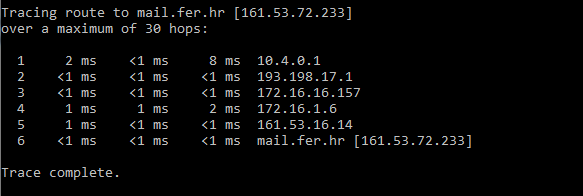 Tracing route to mail.fer.hr [161.53.72.233]
over a maximum of 30 hops:
1 2 ms <1 ms 8 ms 10.4.0.1
2 <1 ms <1 ms <1 ms 193.198.17.1
3 <1 ms <1 ms <1 ms 172.16.16.157
4 1 ms 1 ms 2 ms 172.16.1.6
5 1 ms <1 ms <1 ms 161.53.16.14
6 <1 ms <1 ms <1 ms mail.fer.hr [161.53.72.233]
Trace complete.